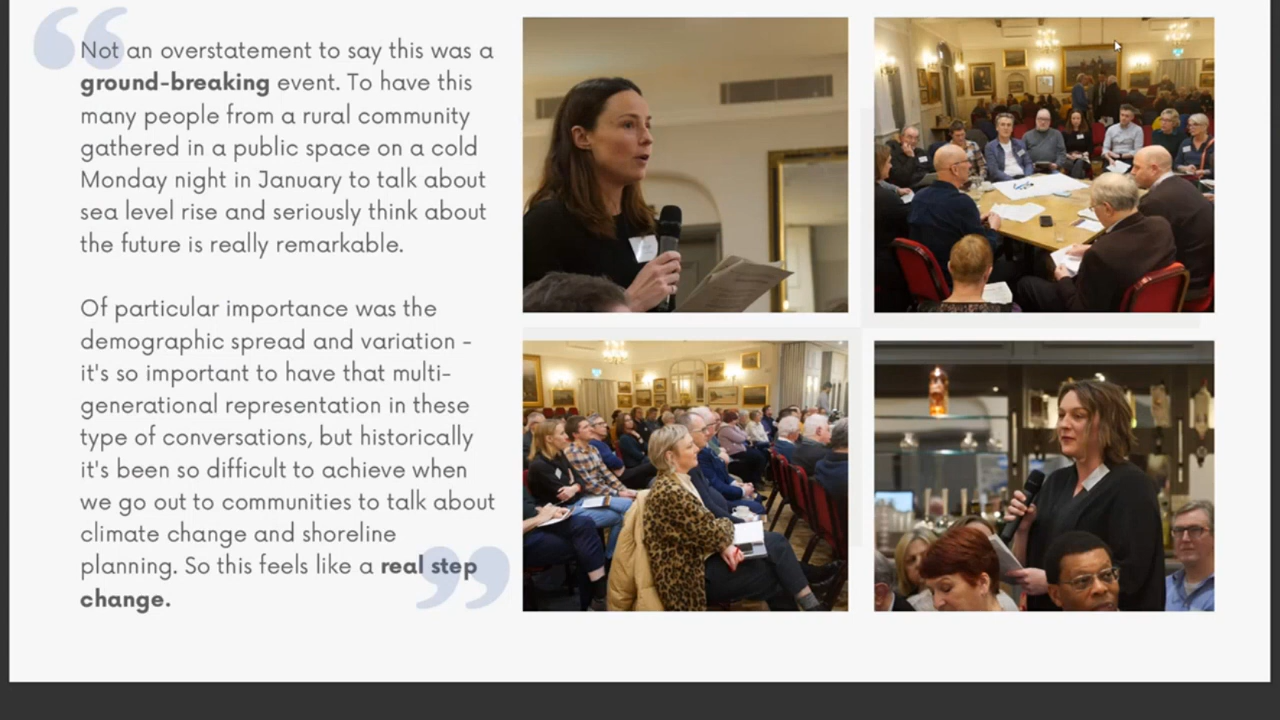 Not an overstatement to say this was a
ground-breaking event. To have this
many people from a rural community
gathered in a public space on a cold
Monday night in January to talk about
sea level rise and seriously think about
the future is really remarkable.
Of particular importance was the
demographic spread and variation -
it's so important to have that multi-
generational representation in these
type of conversations, but historically
it's been so difficult to achieve when
we go out to communities to talk about
climate change and shoreline
planning. So this feels like a real step
change.